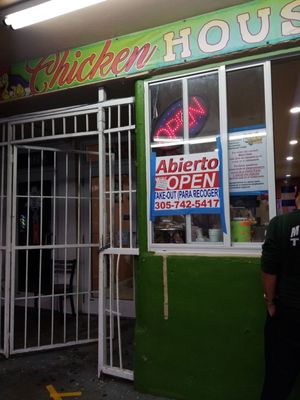 Chicken HOUS
OPEN
Abierto
OPEN
TAKE-OUT (PARA RECOGER)
305-742-5417